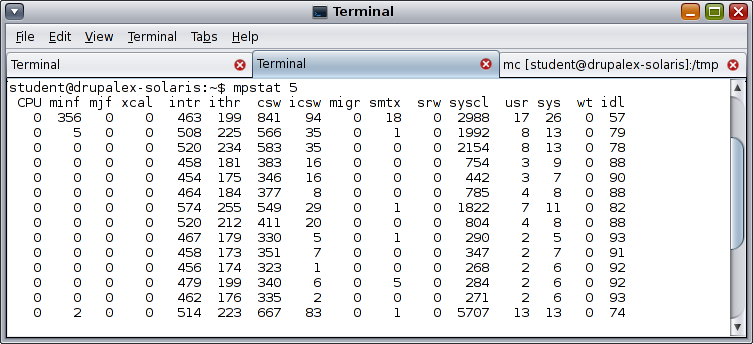 Terminal
File Edit View Terminal Tabs Help
Terminal Terminal mc [student@drupalex-solaris]:/tmp
student@drupalex-solaris:~$ mpstat 5
CPU minf mjf xcal intr ithr csw icsw migr smtx srw syscl usr sys wt idl
0 356 0 0 463 199 841 94 0 18 0 2988 17 26 0 57
0 5 0 0 508 225 566 35 0 1 0 1992 8 13 0 79
0 0 0 0 520 234 583 35 0 0 0 2154 8 13 0 78
0 0 0 0 458 181 383 16 0 0 0 754 3 9 0 88
0 0 0 0 454 175 346 16 0 0 0 442 3 7 0 90
0 0 0 0 464 184 377 8 0 0 0 785 4 8 0 88
0 0 0 0 574 255 549 29 0 1 0 1822 7 11 0 82
0 0 0 0 520 212 411 20 0 0 0 804 4 8 0 88
0 0 0 0 467 179 330 5 0 1 0 290 2 5 0 93
0 0 0 0 458 173 351 7 0 0 0 347 2 7 0 91
0 0 0 0 456 174 323 1 0 0 0 268 2 6 0 92
0 0 0 0 479 199 340 6 0 5 0 284 2 6 0 92
0 0 0 0 462 176 335 2 0 0 0 271 2 6 0 93
0 2 0 0 514 223 667 83 0 1 0 5707 13 13 0 74